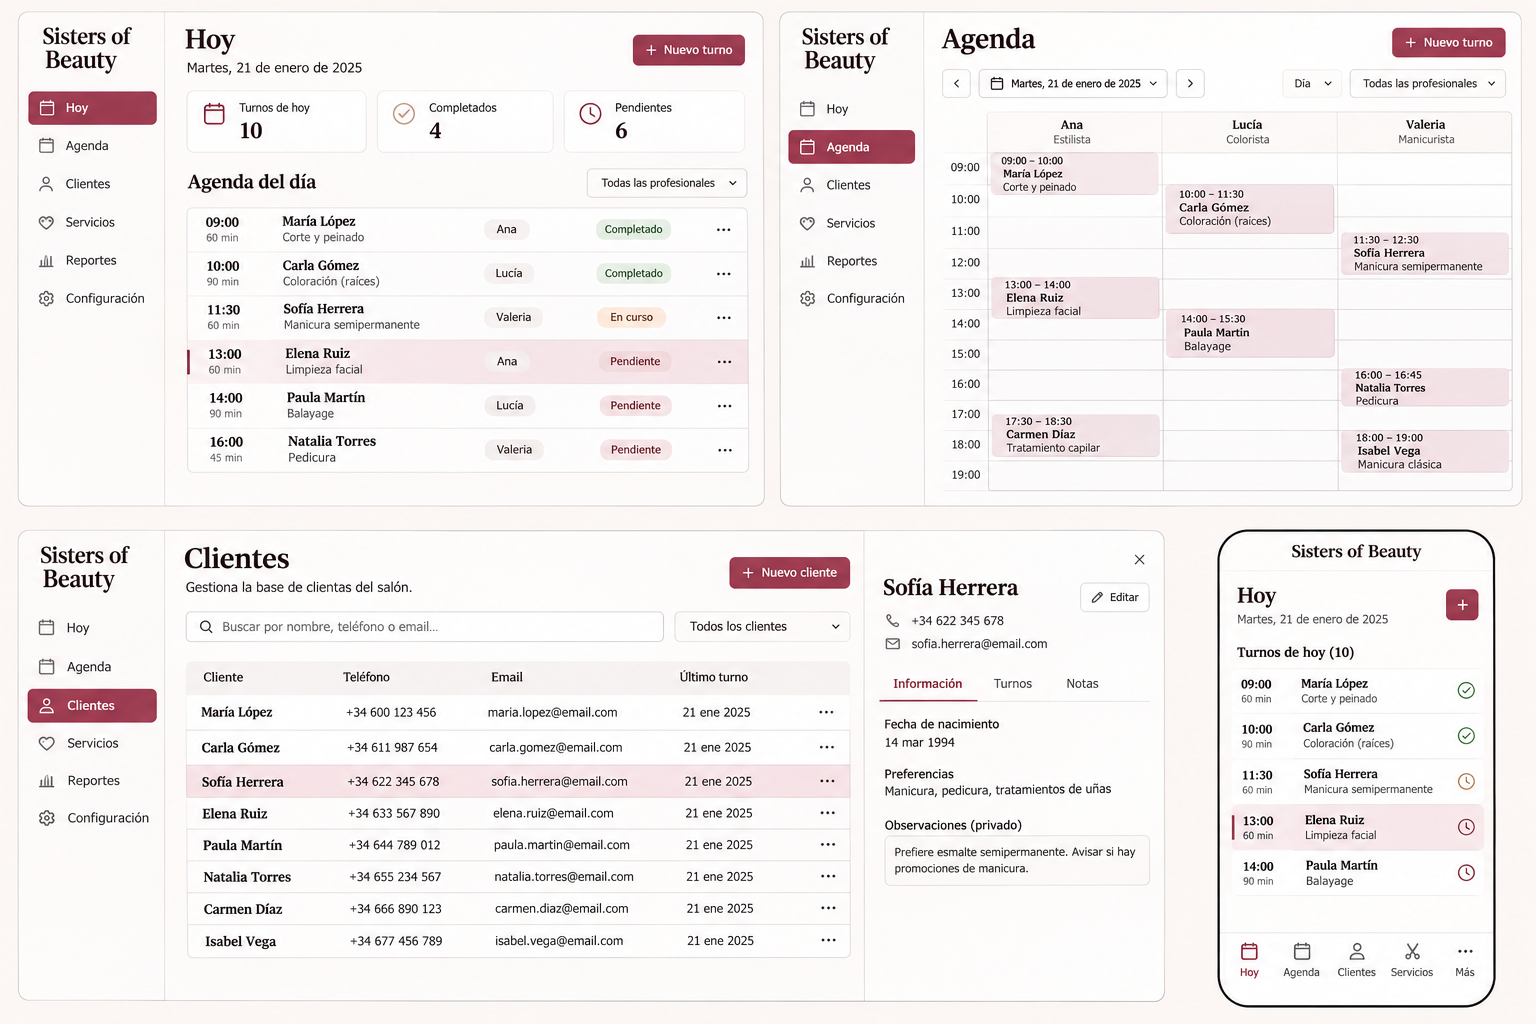 Sisters of
Beauty
Hoy
Agenda
Clientes
Servicios
Reportes
Configuración
Hoy
Martes, 21 de enero de 2025
+ Nuevo turno
Turnos de hoy
10
Completados
4
Pendientes
6
Agenda del día
Todas las profesionales
09:00 María López Ana Completado ...
60 min Corte y peinado
10:00 Carla Gómez Lucía Completado ...
90 min Coloración (raíces)
11:30 Sofía Herrera Valeria En curso ...
60 min Manicura semipermanente
13:00 Elena Ruiz Ana Pendiente ...
60 min Limpieza facial
14:00 Paula Martín Lucía Pendiente ...
90 min Balayage
16:00 Natalia Torres Valeria Pendiente ...
45 min Pedicura
Sisters of
Beauty
Hoy
Agenda
Clientes
Servicios
Reportes
Configuración
Agenda
+ Nuevo turno
Martes, 21 de enero de 2025
Día
Todas las profesionales
Ana Lucía Valeria
Estilista Colorista Manicurista
09:00
10:00
11:00
12:00
13:00
14:00
15:00
16:00
17:00
18:00
19:00
09:00 – 10:00
María López
Corte y peinado
10:00 – 11:30
Carla Gómez
Coloración (raices)
11:30 – 12:30
Sofía Herrera
Manicura semipermanente
13:00 – 14:00
Elena Ruiz
Limpieza facial
14:00 – 15:30
Paula Martin
Balayage
16:00 – 16:45
Natalia Torres
Pedicura
17:30 – 18:30
Carmen Díaz
Tratamiento capilar
18:00 – 19:00
Isabel Vega
Manicura clásica
Sisters of
Beauty
Hoy
Agenda
Clientes
Servicios
Reportes
Configuración
Clientes
Gestiona la base de clientas del salón.
+ Nuevo cliente
Buscar por nombre, teléfono o email...
Todos los clientes
Cliente Teléfono Email Último turno
María López +34 600 123 456 maria.lopez@email.com 21 ene 2025 ...
Carla Gómez +34 611 987 654 carla.gomez@email.com 21 ene 2025 ...
Sofía Herrera +34 622 345 678 sofia.herrera@email.com 21 ene 2025 ...
Elena Ruiz +34 633 567 890 elena.ruiz@email.com 21 ene 2025 ...
Paula Martín +34 644 789 012 paula.martin@email.com 21 ene 2025 ...
Natalia Torres +34 655 234 567 natalia.torres@email.com 21 ene 2025 ...
Carmen Díaz +34 666 890 123 carmen.diaz@email.com 21 ene 2025 ...
Isabel Vega +34 677 456 789 isabel.vega@email.com 21 ene 2025 ...
Sofía Herrera
Editar
+34 622 345 678
sofia.herrera@email.com
Información Turnos Notas
Fecha de nacimiento
14 mar 1994
Preferencias
Manicura, pedicura, tratamientos de uñas
Observaciones (privado)
Prefiere esmalte semipermanente. Avisar si hay
promociones de manicura.
Sisters of Beauty
Hoy
Martes, 21 de enero de 2025
+
Turnos de hoy (10)
09:00 María López
60 min Corte y peinado
10:00 Carla Gómez
90 min Coloración (raíces)
11:30 Sofía Herrera
60 min Manicura semipermanente
13:00 Elena Ruiz
60 min Limpieza facial
14:00 Paula Martín
90 min Balayage
Hoy Agenda Clientes Servicios Más